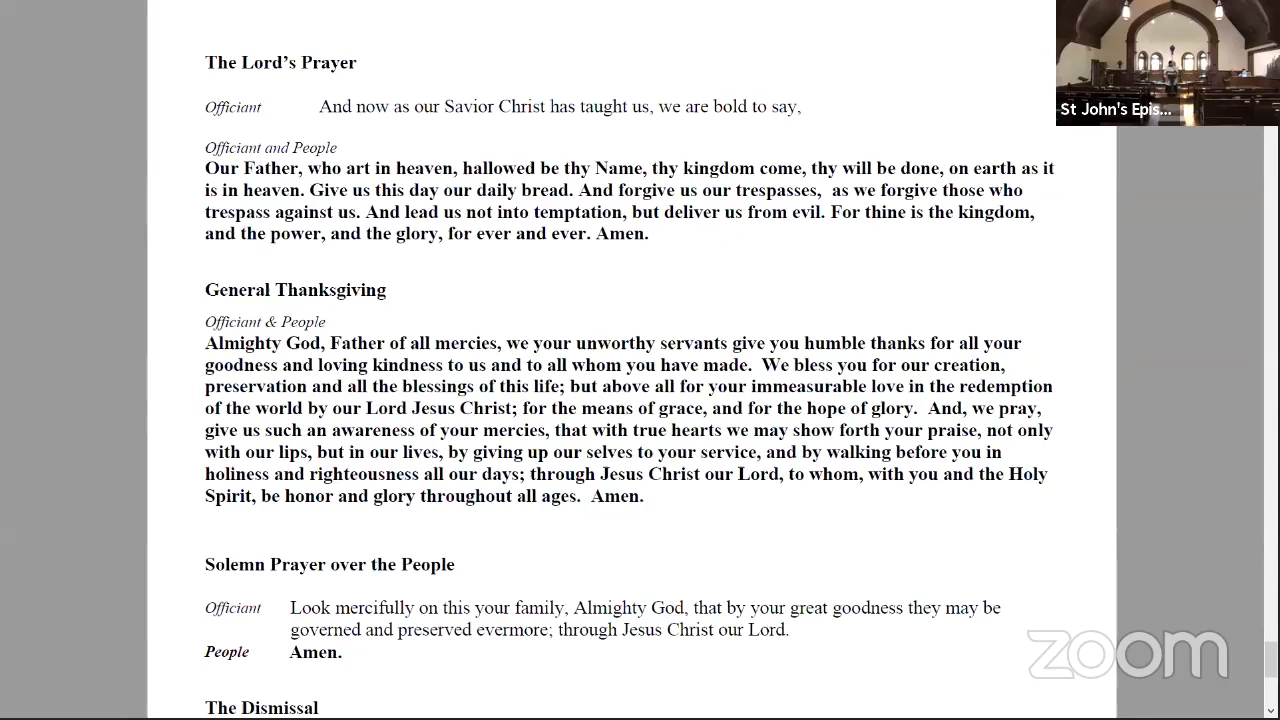 The Lord's Prayer
Officiant And now as our Savior Christ has taught us, we are bold to say,
Officiant and People
Our Father, who art in heaven, hallowed be thy Name, thy kingdom come, thy will be done, on earth as it
is in heaven. Give us this day our daily bread. And forgive us our trespasses,  as we forgive those who
trespass against us. And lead us not into temptation, but deliver us from evil. For thine is the kingdom,
and the power, and the glory, for ever and ever. Amen.
General Thanksgiving
Officiant & People
Almighty God, Father of all mercies, we your unworthy servants give you humble thanks for all your
goodness and loving kindness to us and to all whom you have made.  We bless you for our creation,
preservation and all the blessings of this life; but above all for your immeasurable love in the redemption
of the world by our Lord Jesus Christ; for the means of grace, and for the hope of glory.  And, we pray,
give us such an awareness of your mercies, that with true hearts we may show forth your praise, not only
with our lips, but in our lives, by giving up our selves to your service, and by walking before you in
holiness and righteousness all our days; through Jesus Christ our Lord, to whom, with you and the Holy
Spirit, be honor and glory throughout all ages.  Amen.
Solemn Prayer over the People
Officiant Look mercifully on this your family, Almighty God, that by your great goodness they may be
governed and preserved evermore; through Jesus Christ our Lord.
People Amen.
The Dismissal
St John's Epis...
zoom